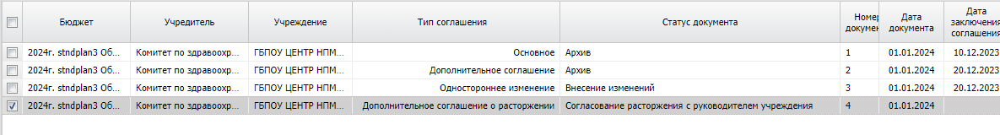 Бюджет Учредитель Учреждение Тип соглашения Статус документа Номер документа Дата документа Дата заключения соглашения
2024г. stndplan3 Об... Комитет по здравоохр... ГБПОУ ЦЕНТР НПМ... Основное Архив 1 01.01.2024 10.12.2023
2024г. stndplan3 Об... Комитет по здравоохр... ГБПОУ ЦЕНТР НПМ... Дополнительное соглашение Архив 2 01.01.2024 20.12.2023
2024г. stndplan3 Об... Комитет по здравоохр... ГБПОУ ЦЕНТР НПМ... Одностороннее изменение Внесение изменений 3 01.01.2024 20.12.2023
2024г. stndplan3 Об... Комитет по здравоохр... ГБПОУ ЦЕНТР НПМ... Дополнительное соглашение о расторжении Согласование расторжения с руководителем учреждения 4 01.01.2024